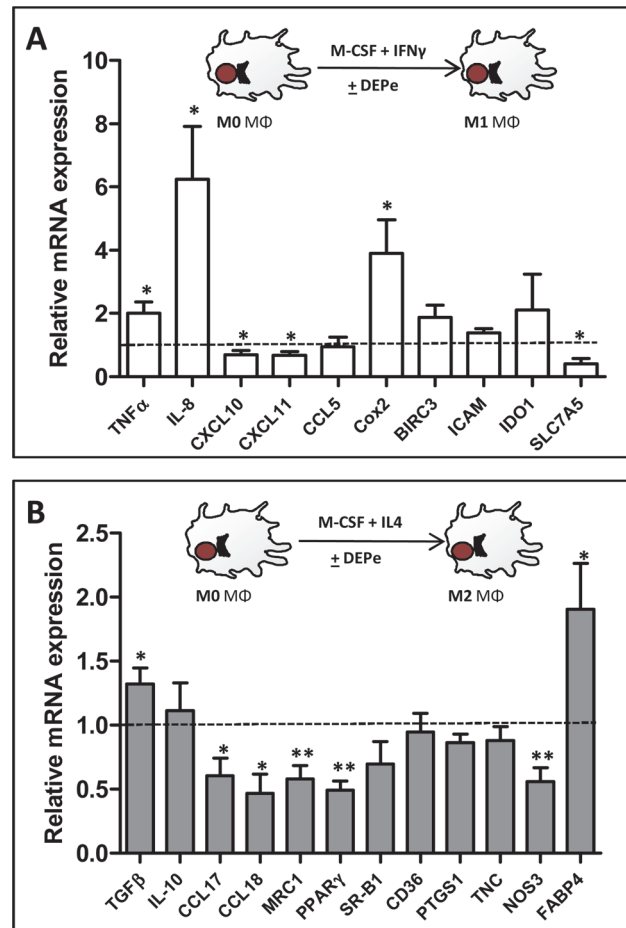 A
M-CSF + IFNγ
± DEPe
M0 MΦ
M1 MΦ
Relative mRNA expression
10
8
6
4
2
0
*
*
*
*
*
*
TNFα
IL-8
CXCL10
CXCL11
CCL5
Cox2
BIRC3
ICAM
IDO1
SLC7A5
B
M-CSF + IL4
± DEPe
M0 MΦ
M2 MΦ
Relative mRNA expression
2.5
2.0
1.5
1.0
0.5
0.0
*
*
*
**
**
**
*
TGFβ
IL-10
CCL17
CCL18
MRC1
PPARγ
SR-B1
CD36
PTGS1
TNC
NOS3
FABP4